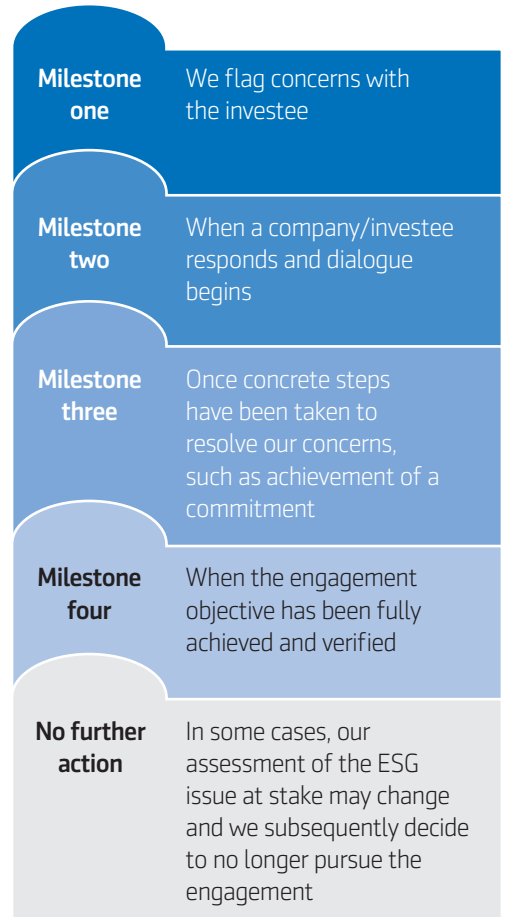 Milestone
one
We flag concerns with
the investee
Milestone
two
When a company/investee
responds and dialogue
begins
Milestone
three
Once concrete steps
have been taken to
resolve our concerns,
such as achievement of a
commitment
Milestone
four
When the engagement
objective has been fully
achieved and verified
No further
action
In some cases, our
assessment of the ESG
issue at stake may change
and we subsequently decide
to no longer pursue the
engagement